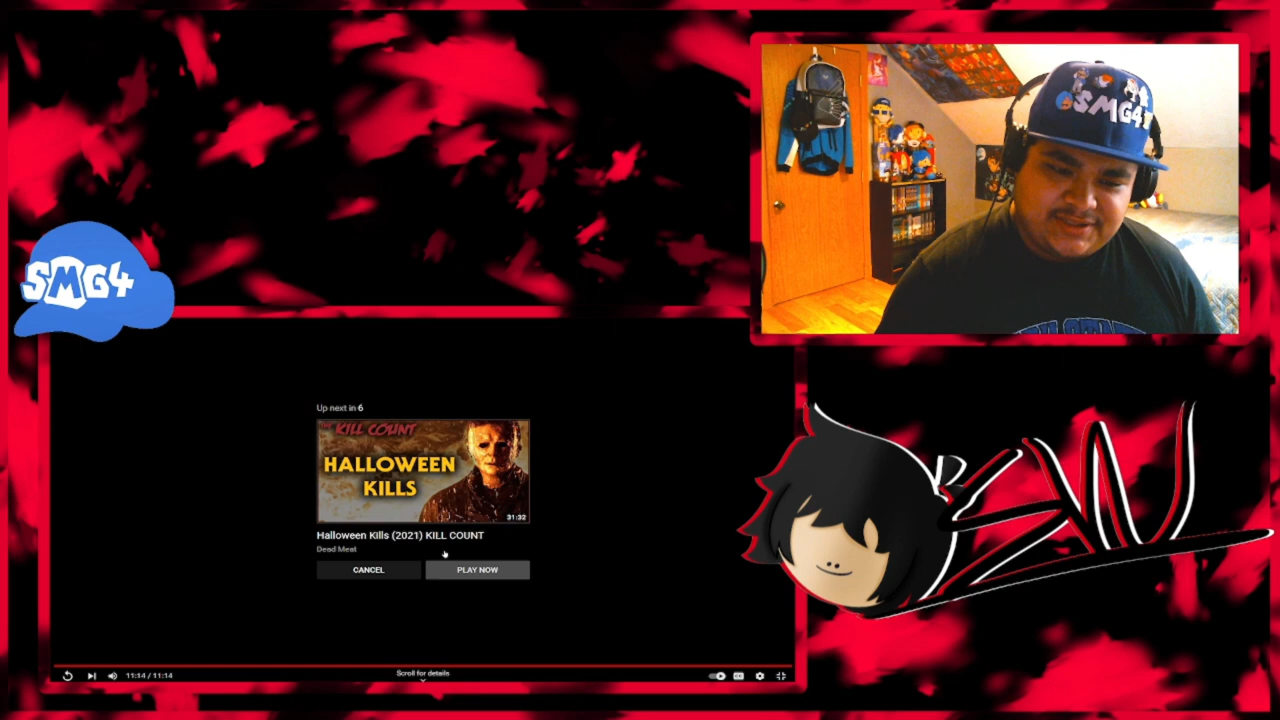 SMG4
SMG4
Up next in 6
KILL COUNT
HALLOWEEN
KILLS
31:32
Halloween Kills (2021) KILL COUNT
Dead Meat
CANCEL
PLAY NOW
11:14 / 11:14
Scroll for details